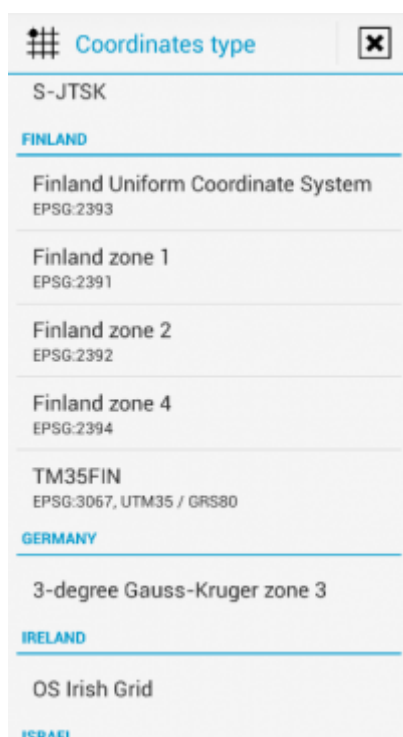 Coordinates type
S-JTSK
FINLAND
Finland Uniform Coordinate System
EPSG:2393
Finland zone 1
EPSG:2391
Finland zone 2
EPSG:2392
Finland zone 4
EPSG:2394
TM35FIN
EPSG:3067, UTM35 / GRS80
GERMANY
3-degree Gauss-Kruger zone 3
IRELAND
OS Irish Grid
ISRAEL